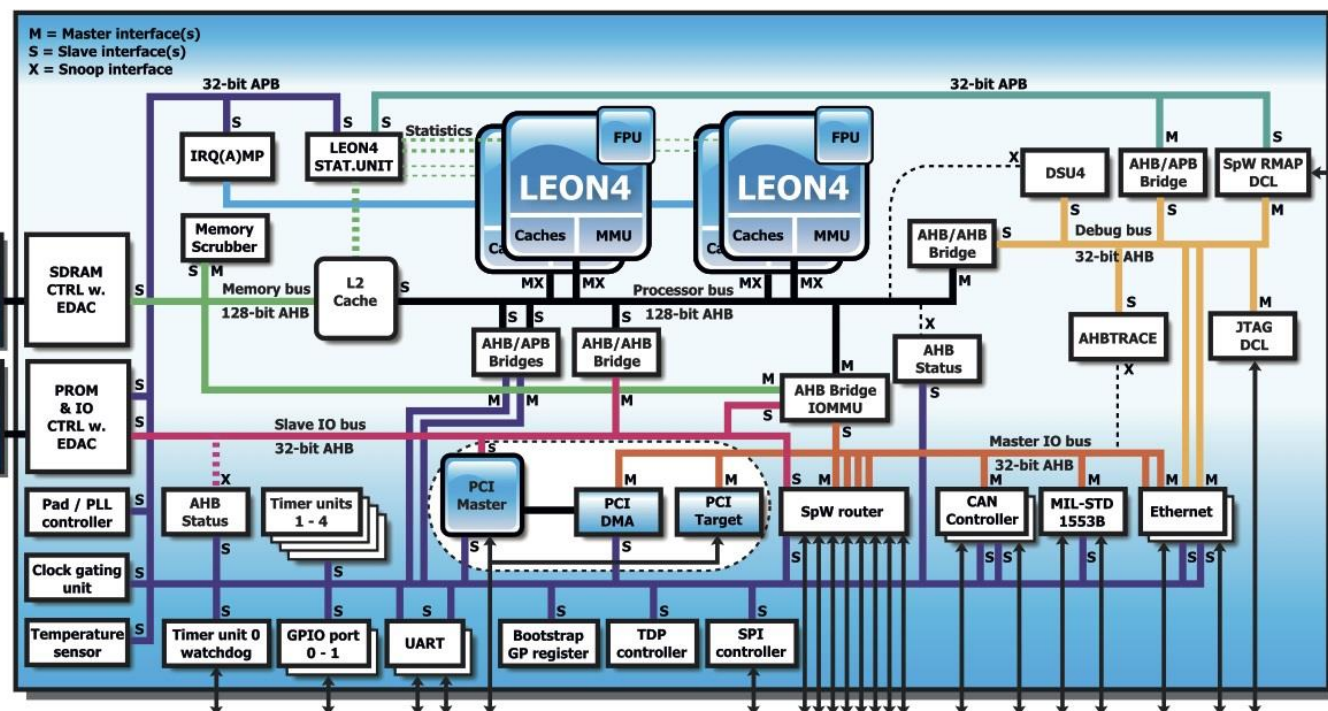 M = Master interface(s)
S = Slave interface(s)
X = Snoop interface
32-bit APB
32-bit APB
S
S
S
Statistics
M
S
IRQ(A)MP
LEON4
STAT.UNIT
FPU
LEON4
Caches
MMU
FPU
LEON4
Caches
MMU
X
DSU4
AHB/APB
Bridge
SpW RMAP
DCL
S
S
M
Memory
Scrubber
S
M
AHB/AHB
Bridge
S
Debug bus
32-bit AHB
M
SDRAM
CTRL w.
EDAC
S
Memory bus
128-bit AHB
L2
Cache
S
MX
MX
Processor bus
128-bit AHB
MX
MX
S
S
S
X
S
M
AHB/APB
Bridges
AHB/AHB
Bridge
AHB
Status
AHBTRACE
JTAG
DCL
X
PROM
& IO
CTRL w.
EDAC
S
S
M
M
M
M
M
S
AHB Bridge
IOMMU
S
S
Slave IO bus
32-bit AHB
Master IO bus
32-bit AHB
S
X
M
M
S
M
M
M
M
Pad / PLL
controller
S
AHB
Status
Timer units
1 - 4
PCI
Master
PCI
DMA
PCI
Target
SpW router
CAN
Controller
MIL-STD
1553B
Ethernet
S
S
S
S
S
S
S
S
S
S
Clock gating
unit
S
S
S
S
S
S
S
Temperature
sensor
S
Timer unit 0
watchdog
GPIO port
0 - 1
UART
Bootstrap
GP register
TDP
controller
SPI
controller